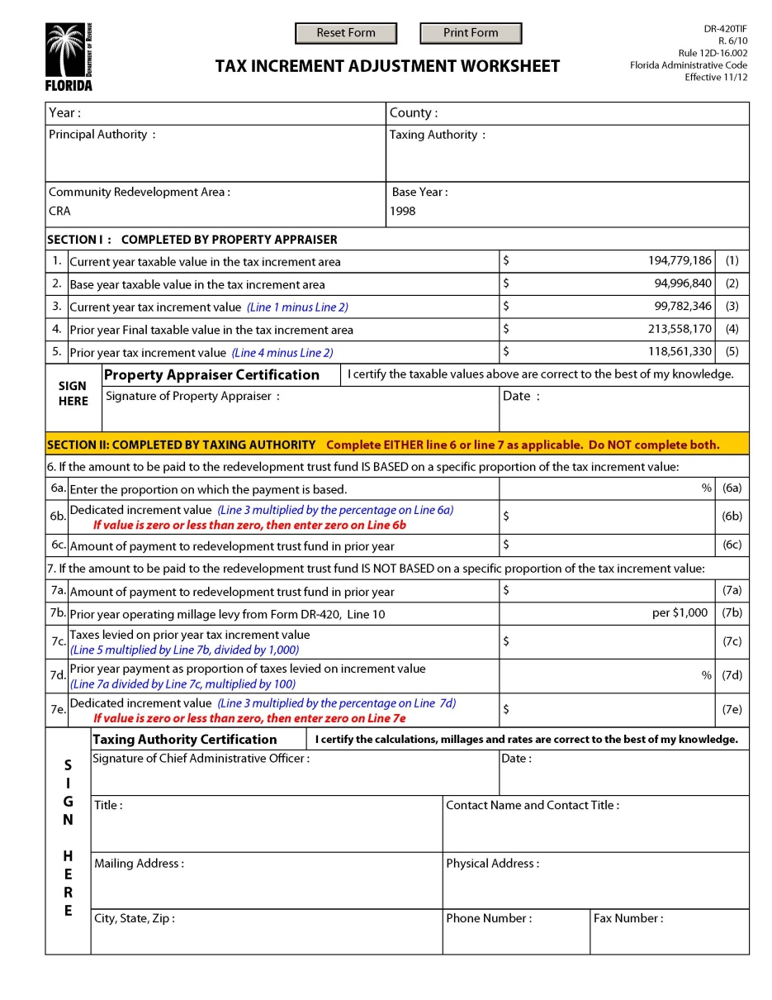 Reset Form Print Form
DR-420TIF
R. 6/10
Rule 12D-16.002
Florida Administrative Code
Effective 11/12
DEPARTMENT OF REVENUE
FLORIDA
TAX INCREMENT ADJUSTMENT WORKSHEET
Year : County :
Principal Authority : Taxing Authority :
Community Redevelopment Area : Base Year :
CRA 1998
SECTION I : COMPLETED BY PROPERTY APPRAISER
1. Current year taxable value in the tax increment area $ 194,779,186 (1)
2. Base year taxable value in the tax increment area $ 94,996,840 (2)
3. Current year tax increment value (Line 1 minus Line 2) $ 99,782,346 (3)
4. Prior year Final taxable value in the tax increment area $ 213,558,170 (4)
5. Prior year tax increment value (Line 4 minus Line 2) $ 118,561,330 (5)
SIGN HERE
Property Appraiser Certification I certify the taxable values above are correct to the best of my knowledge.
Signature of Property Appraiser : Date :
SECTION II: COMPLETED BY TAXING AUTHORITY Complete EITHER line 6 or line 7 as applicable. Do NOT complete both.
6. If the amount to be paid to the redevelopment trust fund IS BASED on a specific proportion of the tax increment value:
6a. Enter the proportion on which the payment is based. % (6a)
6b. Dedicated increment value (Line 3 multiplied by the percentage on Line 6a)
If value is zero or less than zero, then enter zero on Line 6b $ (6b)
6c. Amount of payment to redevelopment trust fund in prior year $ (6c)
7. If the amount to be paid to the redevelopment trust fund IS NOT BASED on a specific proportion of the tax increment value:
7a. Amount of payment to redevelopment trust fund in prior year $ (7a)
7b. Prior year operating millage levy from Form DR-420, Line 10 per $1,000 (7b)
7c. Taxes levied on prior year tax increment value
(Line 5 multiplied by Line 7b, divided by 1,000) $ (7c)
7d. Prior year payment as proportion of taxes levied on increment value
(Line 7a divided by Line 7c, multiplied by 100) % (7d)
7e. Dedicated increment value (Line 3 multiplied by the percentage on Line 7d)
If value is zero or less than zero, then enter zero on Line 7e $ (7e)
SIGN HERE
Taxing Authority Certification I certify the calculations, millages and rates are correct to the best of my knowledge.
Signature of Chief Administrative Officer : Date :
Title : Contact Name and Contact Title :
Mailing Address : Physical Address :
City, State, Zip : Phone Number : Fax Number :